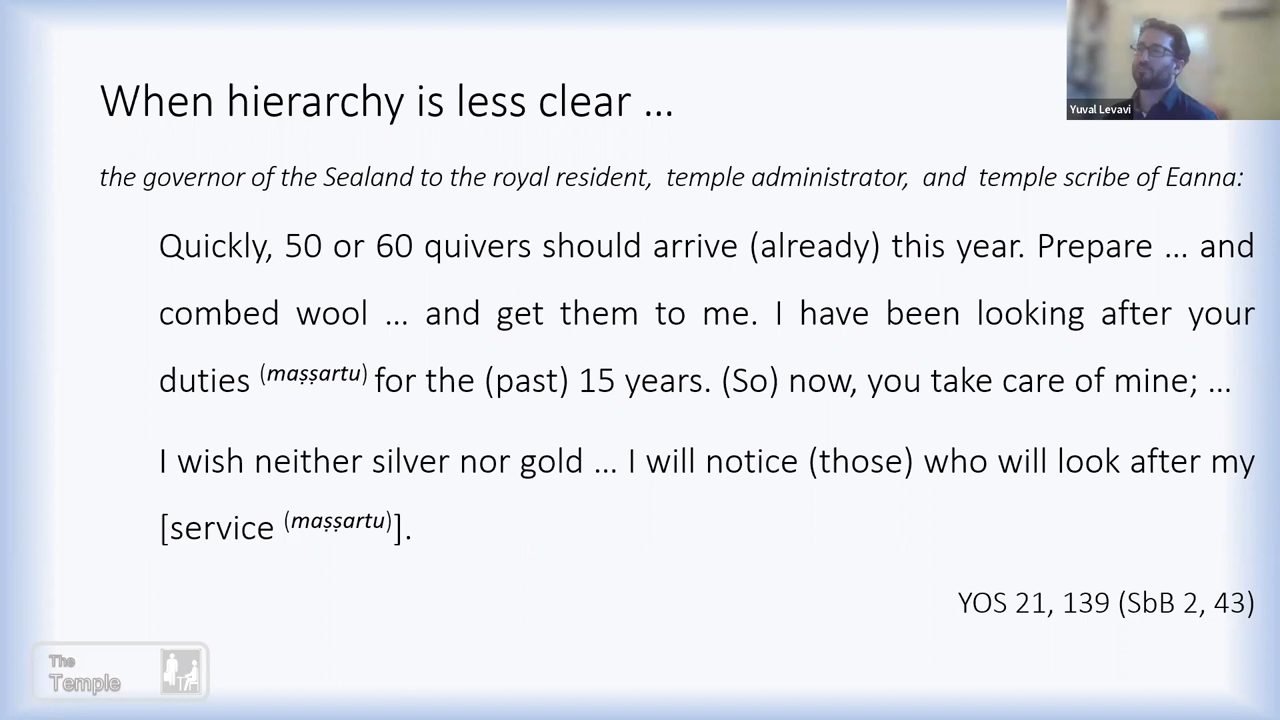 Yuval Levavi
When hierarchy is less clear ...
the governor of the Sealand to the royal resident, temple administrator, and temple scribe of Eanna:
Quickly, 50 or 60 quivers should arrive (already) this year. Prepare ... and
combed wool ... and get them to me. I have been looking after your
duties (maṣṣartu) for the (past) 15 years. (So) now, you take care of mine; ...
I wish neither silver nor gold ... I will notice (those) who will look after my
[service (maṣṣartu)].
YOS 21, 139 (SbB 2, 43)
The
Temple